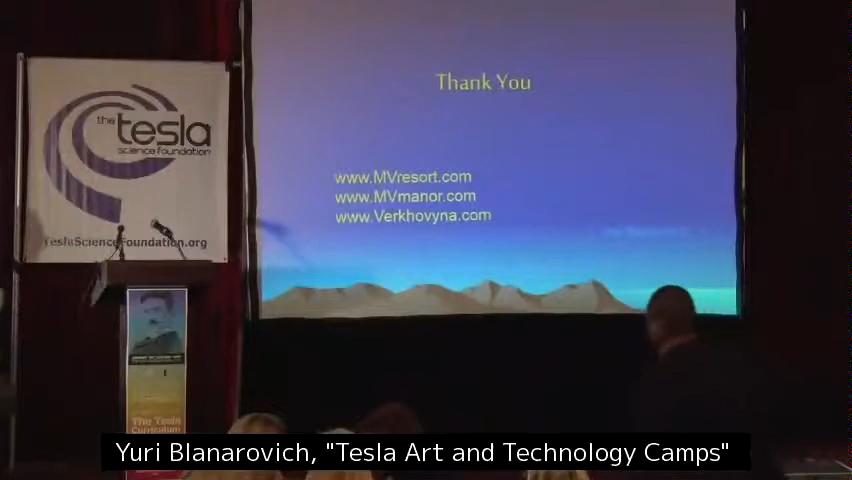 Thank You
www.MVresort.com
www.MVmanor.com
www.Verkhovyna.com
the tesla
science foundation
TeslaScienceFoundation.org
The Tesla
Curriculum
Yuri Blanarovich, "Tesla Art and Technology Camps"